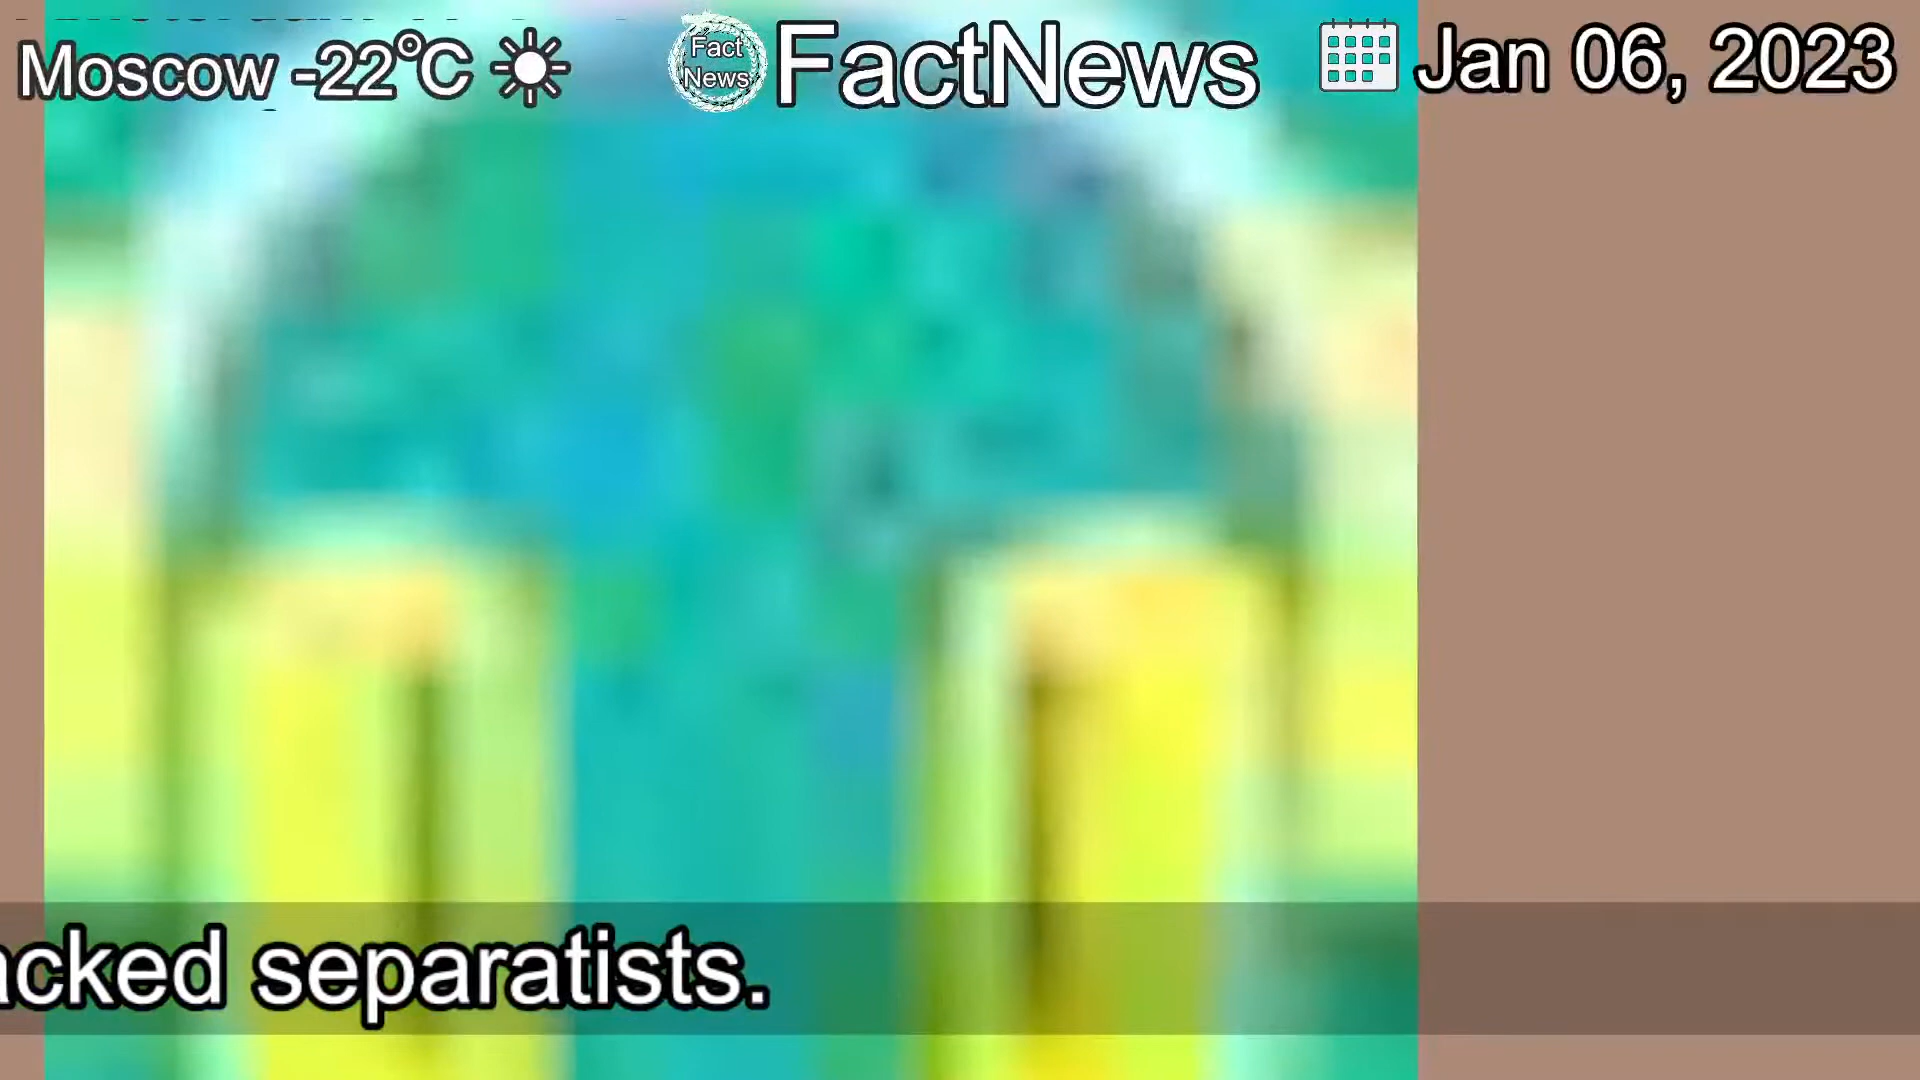 Moscow -22°C
Fact
News
FactNews
Jan 06, 2023
acked separatists.